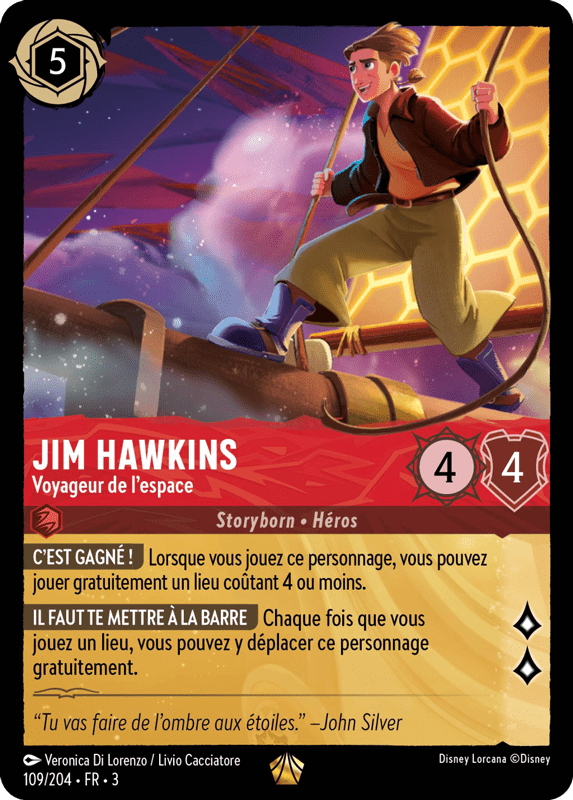 5
JIM HAWKINS
Voyageur de l'espace
4
4
Storyborn • Héros
C'EST GAGNÉ ! Lorsque vous jouez ce personnage, vous pouvez
jouer gratuitement un lieu coûtant 4 ou moins.
IL FAUT TE METTRE À LA BARRE Chaque fois que vous
jouez un lieu, vous pouvez y déplacer ce personnage
gratuitement.
“Tu vas faire de l'ombre aux étoiles.” –John Silver
Veronica Di Lorenzo / Livio Cacciatore
Disney Lorcana ©Disney
109/204 • FR • 3